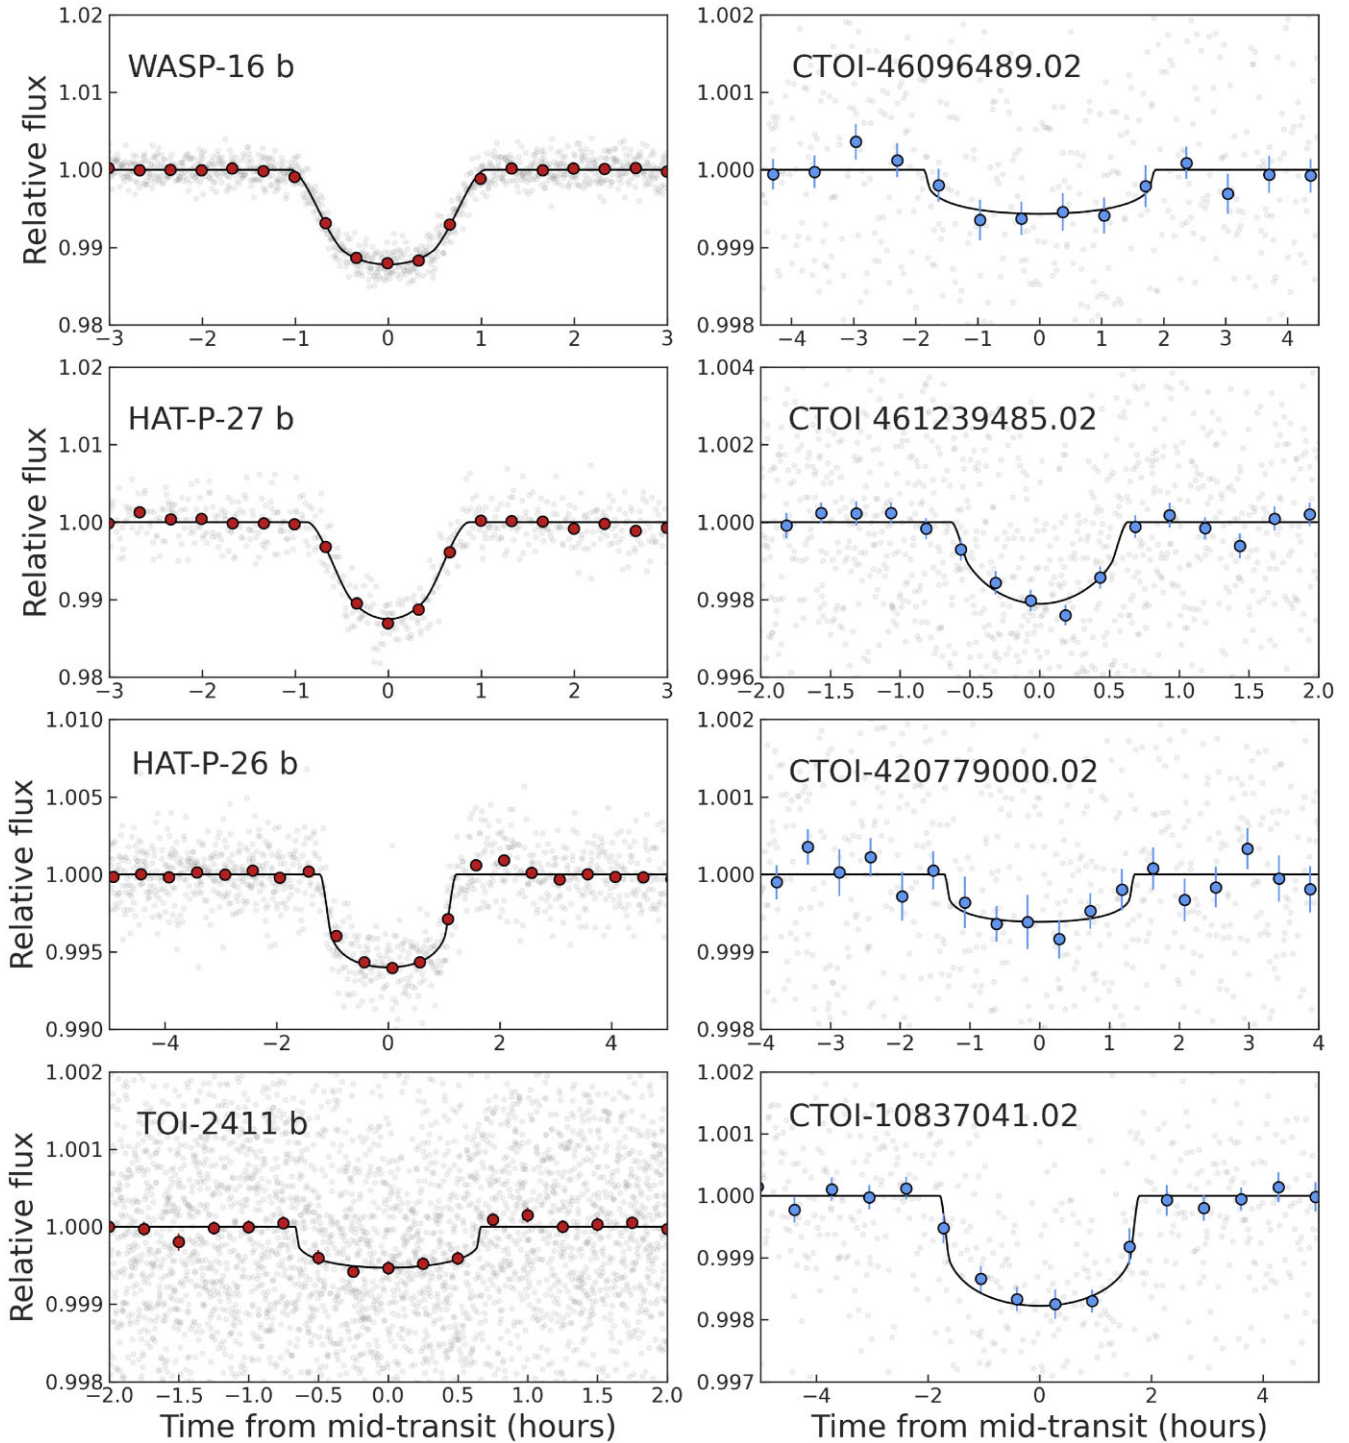 1.02
1.01
1.00
0.99
0.98
Relative flux
WASP-16 b
−3 −2 −1 0 1 2 3
1.002
1.001
1.000
0.999
0.998
CTOI-46096489.02
−4 −3 −2 −1 0 1 2 3 4
1.02
1.01
1.00
0.99
0.98
Relative flux
HAT-P-27 b
−3 −2 −1 0 1 2 3
1.004
1.002
1.000
0.998
0.996
CTOI 461239485.02
−2.0 −1.5 −1.0 −0.5 0.0 0.5 1.0 1.5 2.0
1.010
1.005
1.000
0.995
0.990
Relative flux
HAT-P-26 b
−4 −2 0 2 4
1.002
1.001
1.000
0.999
0.998
CTOI-420779000.02
−4 −3 −2 −1 0 1 2 3 4
1.002
1.001
1.000
0.999
0.998
Relative flux
TOI-2411 b
−2.0 −1.5 −1.0 −0.5 0.0 0.5 1.0 1.5 2.0
Time from mid-transit (hours)
1.002
1.001
1.000
0.999
0.998
0.997
CTOI-10837041.02
−4 −2 0 2 4
Time from mid-transit (hours)